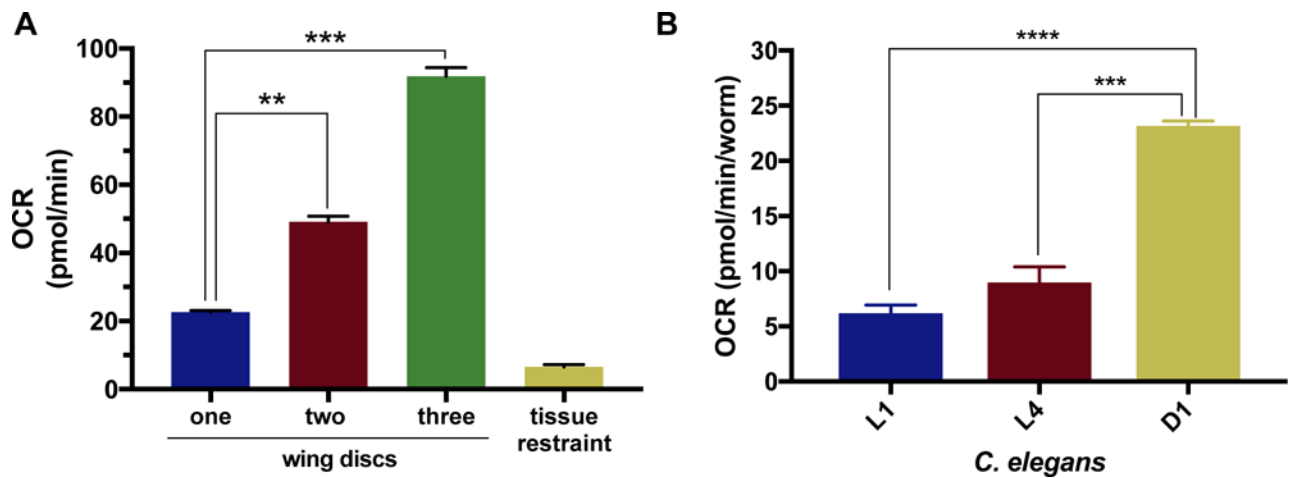 A
OCR
(pmol/min)
100
80
60
40
20
0
***
**
one two three tissue
restraint
wing discs
B
OCR (pmol/min/worm)
30
25
20
15
10
5
0
****
***
L1 L4 D1
C. elegans